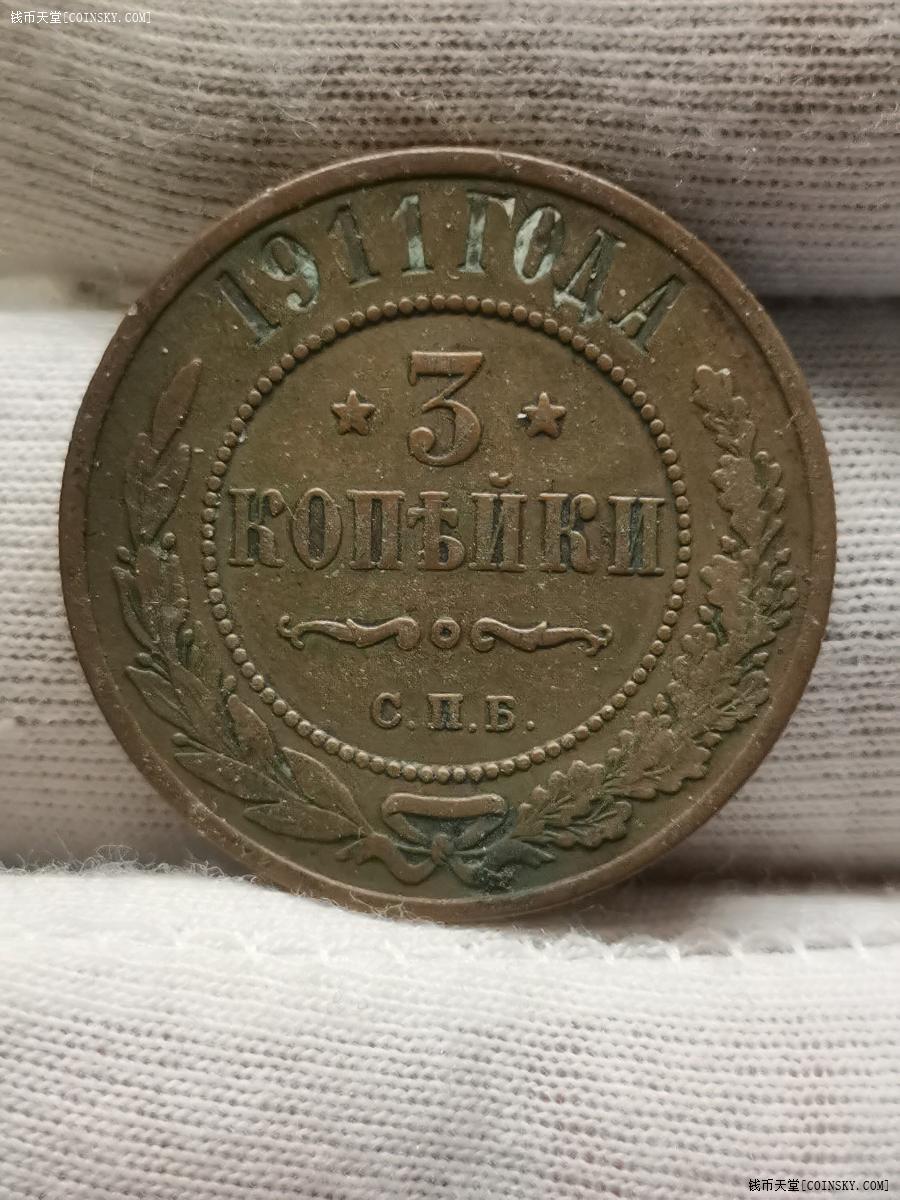 钱币天堂[COINSKY.COM]
1911 ГОДА
3
КОПѢЙКИ
С.П.Б.
钱币天堂[COINSKY.COM]